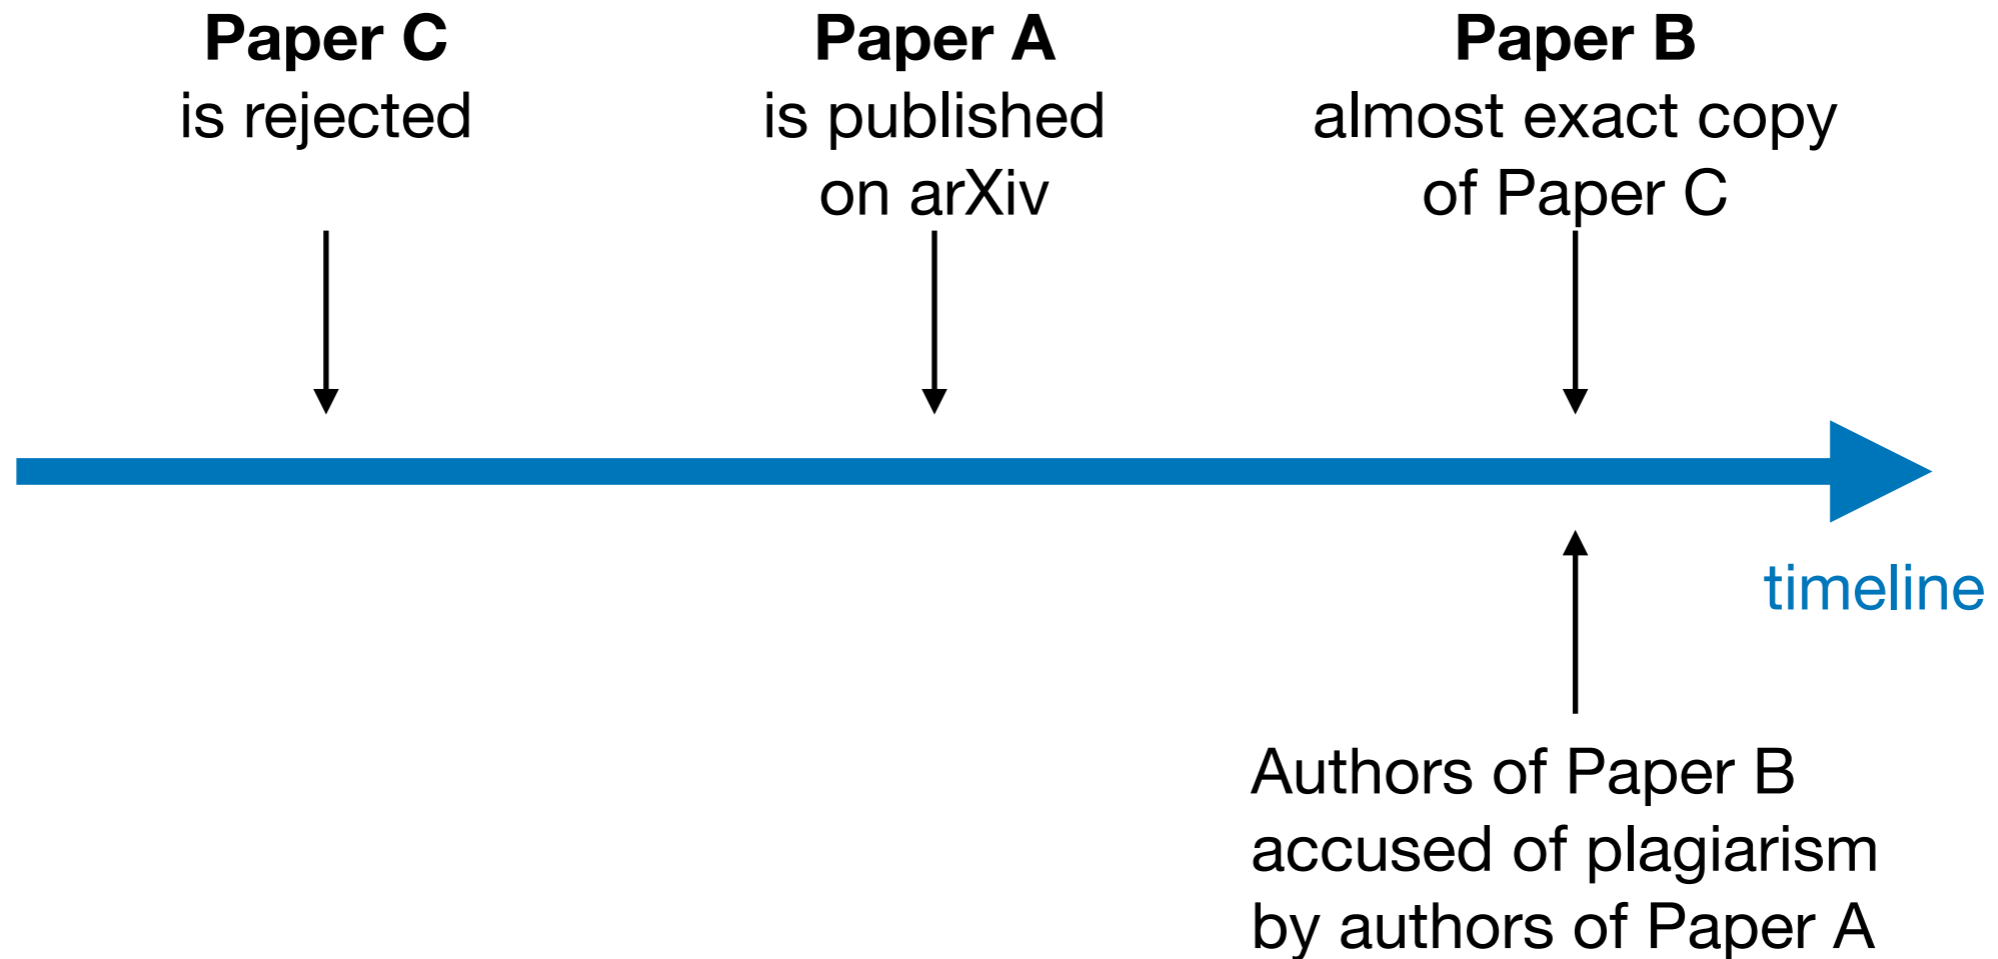 Paper C
is rejected
Paper A
is published
on arXiv
Paper B
almost exact copy
of Paper C
timeline
Authors of Paper B
accused of plagiarism
by authors of Paper A